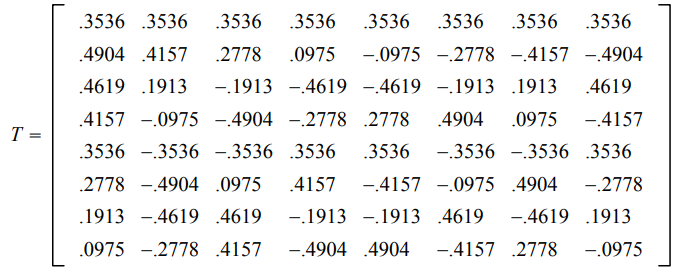 .3536 .3536 .3536 .3536 .3536 .3536 .3536 .3536
.4904 .4157 .2778 .0975 −.0975 −.2778 −.4157 −.4904
.4619 .1913 −.1913 −.4619 −.4619 −.1913 .1913 .4619
.4157 −.0975 −.4904 −.2778 .2778 .4904 .0975 −.4157
T =
.3536 −.3536 −.3536 .3536 .3536 −.3536 −.3536 .3536
.2778 −.4904 .0975 .4157 −.4157 −.0975 .4904 −.2778
.1913 −.4619 .4619 −.1913 −.1913 .4619 −.4619 .1913
.0975 −.2778 .4157 −.4904 .4904 −.4157 .2778 −.0975